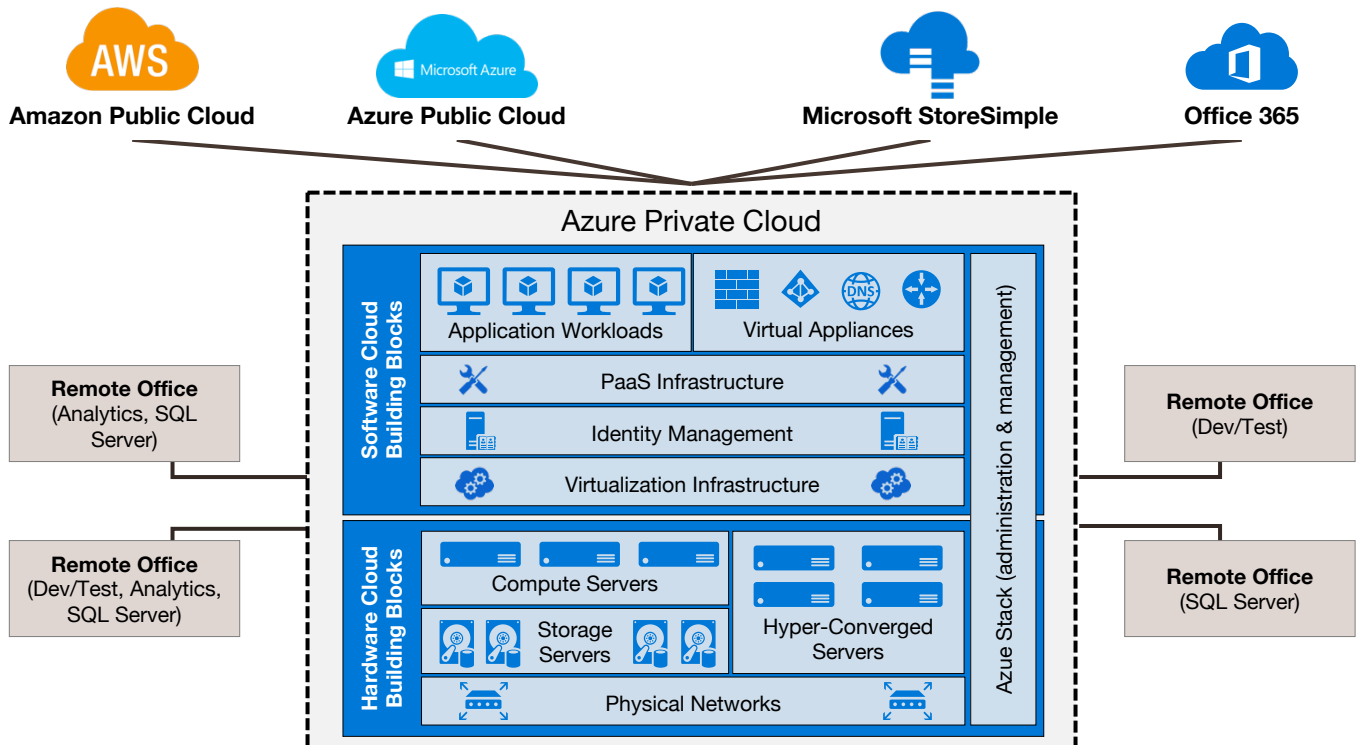 AWS
Microsoft Azure
Amazon Public Cloud
Azure Public Cloud
Microsoft StoreSimple
Office 365
Azure Private Cloud
Software Cloud
Building Blocks
Application Workloads
DNS
Virtual Appliances
PaaS Infrastructure
Identity Management
Virtualization Infrastructure
Hardware Cloud
Building Blocks
Compute Servers
Storage
Servers
Hyper-Converged
Servers
Physical Networks
Azue Stack (administration & management)
Remote Office
(Analytics, SQL
Server)
Remote Office
(Dev/Test, Analytics,
SQL Server)
Remote Office
(Dev/Test)
Remote Office
(SQL Server)